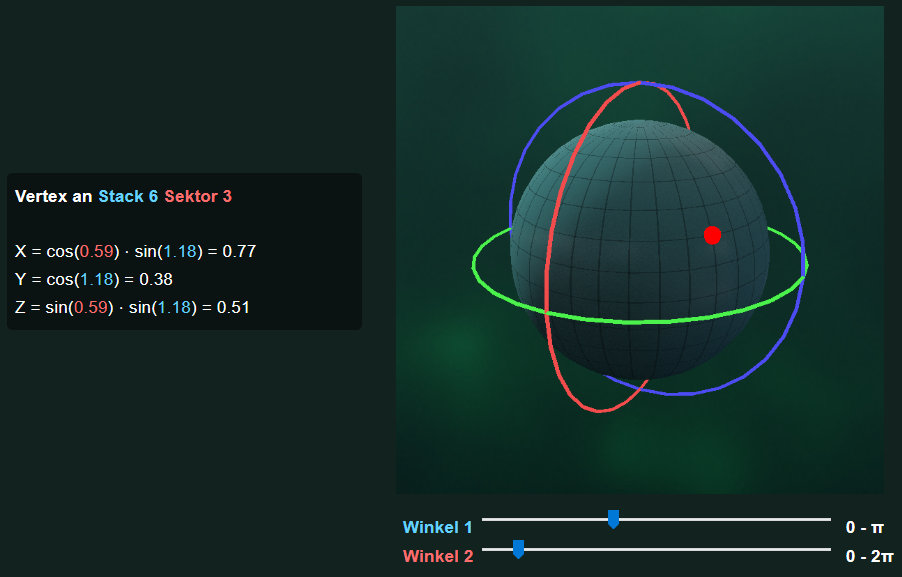 Vertex an Stack 6 Sektor 3
X = cos(0.59) · sin(1.18) = 0.77
Y = cos(1.18) = 0.38
Z = sin(0.59) · sin(1.18) = 0.51
Winkel 1 0 - π
Winkel 2 0 - 2π